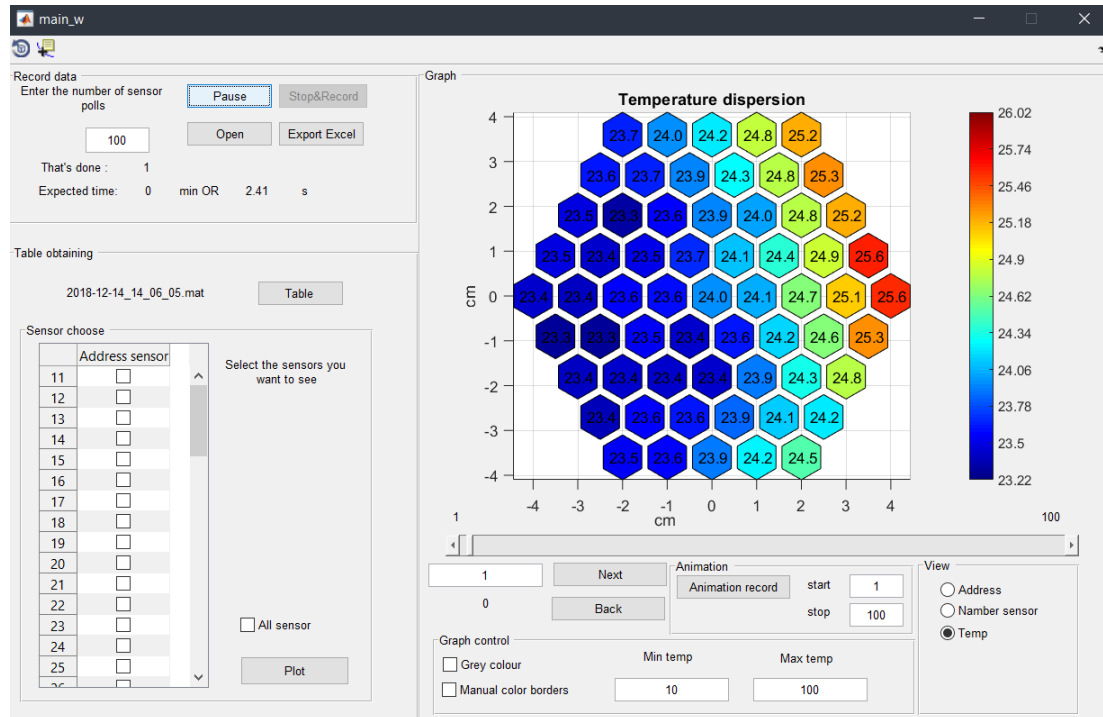 main_w
Record data
Enter the number of sensor
polls
Pause
Stop&Record
100
Open
Export Excel
That's done :
1
Expected time:
0
min OR
2.41
s
Table obtaining
2018-12-14_14_06_05.mat
Table
Sensor choose
Address sensor
11
12
13
14
15
16
17
18
19
20
21
22
23
24
25
26
Select the sensors you
want to see
All sensor
Plot
Graph
Temperature dispersion
4
3
2
1
0
-1
-2
-3
-4
cm
23.7 24.0 24.2 24.8 25.2
23.6 23.7 23.9 24.3 24.8 25.3
23.5 23.3 23.6 23.9 24.0 24.8 25.2
23.5 23.4 23.5 23.7 24.1 24.4 24.9 25.6
23.4 23.4 23.6 23.6 24.0 24.1 24.7 25.1 25.6
23.3 23.3 23.5 23.4 23.6 24.2 24.6 25.3
23.4 23.4 23.4 23.4 23.9 24.3 24.8
23.4 23.6 23.6 23.9 24.1 24.2
23.5 23.6 23.9 24.2 24.5
-4 -3 -2 -1 0 1 2 3 4
cm
26.02
25.74
25.46
25.18
24.9
24.62
24.34
24.06
23.78
23.5
23.22
1
100
1
Next
0
Back
Animation
Animation record
start
1
stop
100
View
Address
Namber sensor
Temp
Graph control
Grey colour
Manual color borders
Min temp
Max temp
10
100